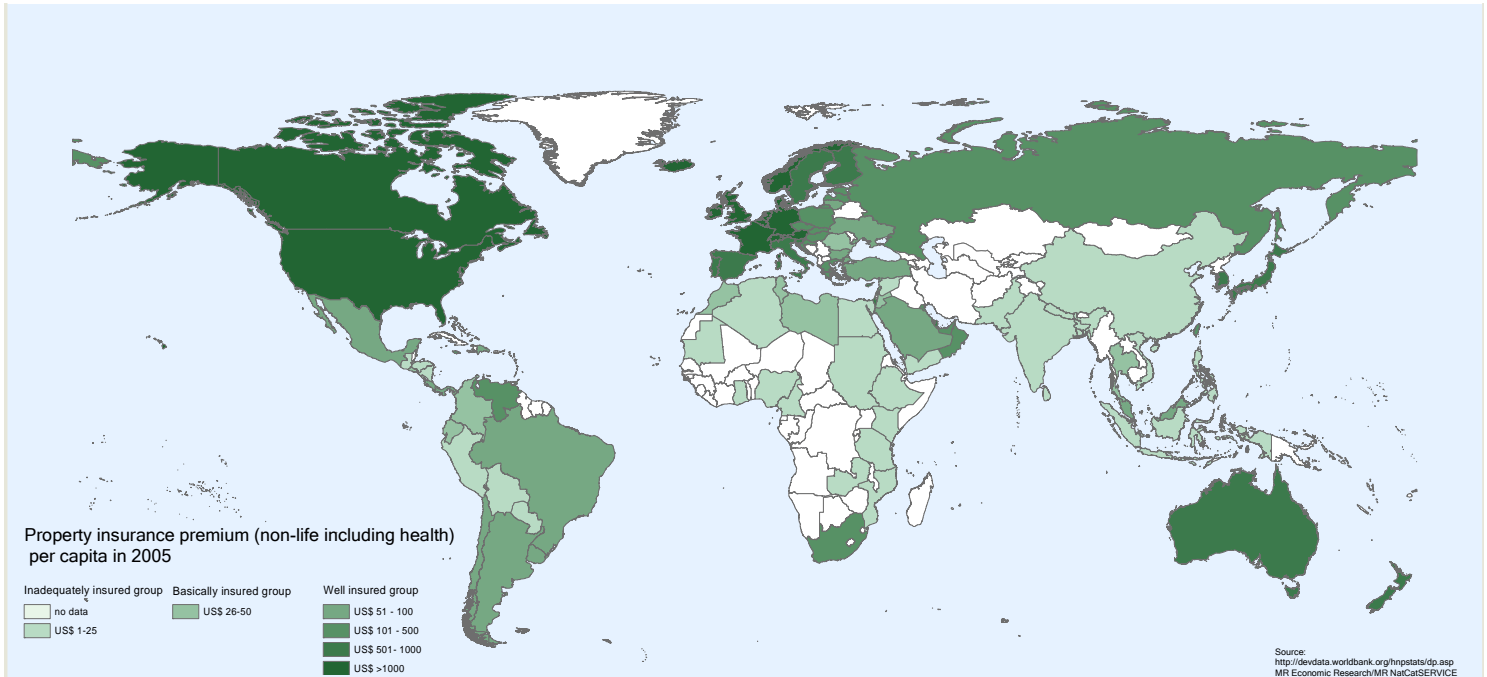 Property insurance premium (non-life including health)
per capita in 2005
Inadequately insured group
no data
US$ 1-25
Basically insured group
US$ 26-50
Well insured group
US$ 51 - 100
US$ 101 - 500
US$ 501- 1000
US$ >1000
Source:
http://devdata.worldbank.org/hnpstats/dp.asp
MR Economic Research/MR NatCatSERVICE